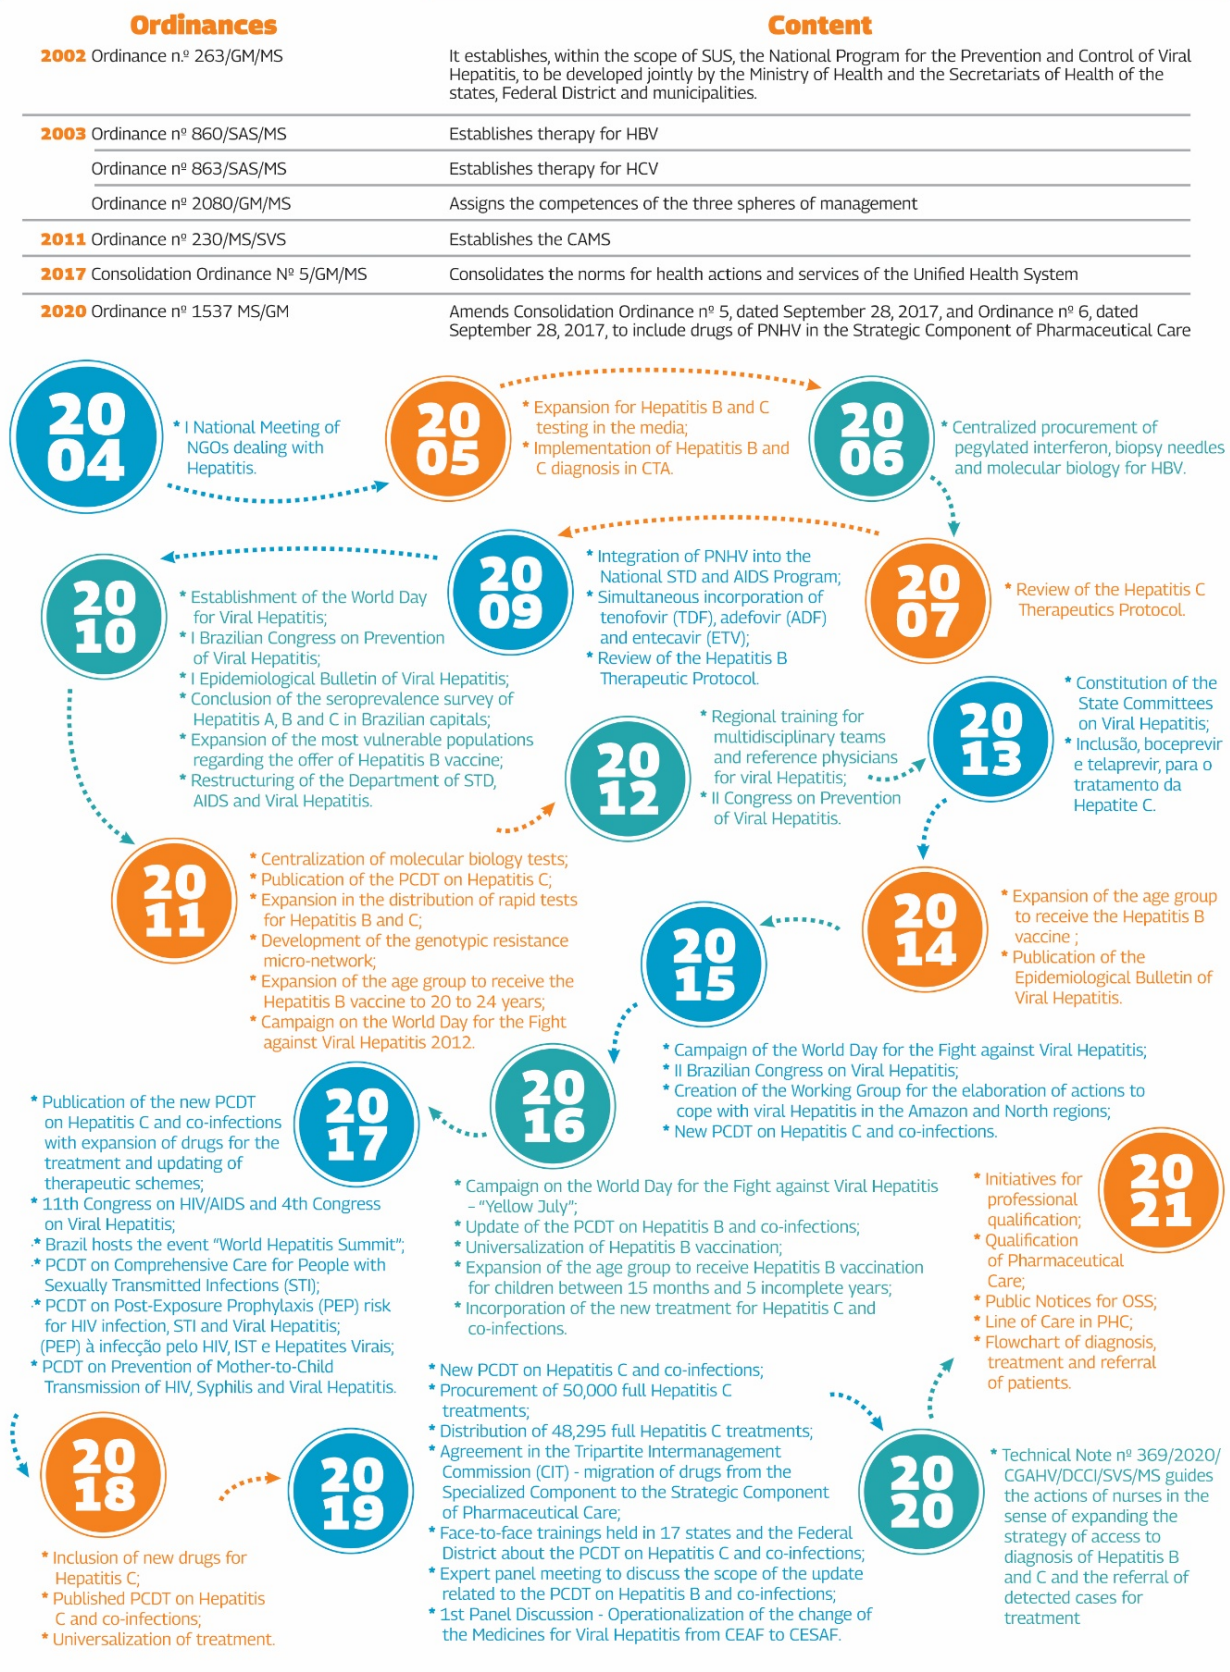 Ordinances
Content
2002 Ordinance n.º 263/GM/MS
It establishes, within the scope of SUS, the National Program for the Prevention and Control of Viral
Hepatitis, to be developed jointly by the Ministry of Health and the Secretariats of Health of the
states, Federal District and municipalities.
2003 Ordinance nº 860/SAS/MS
Establishes therapy for HBV
Ordinance nº 863/SAS/MS
Establishes therapy for HCV
Ordinance nº 2080/GM/MS
Assigns the competences of the three spheres of management
2011 Ordinance nº 230/MS/SVS
Establishes the CAMS
2017 Consolidation Ordinance Nº 5/GM/MS
Consolidates the norms for health actions and services of the Unified Health System
2020 Ordinance nº 1537 MS/GM
Amends Consolidation Ordinance nº 5, dated September 28, 2017, and Ordinance nº 6, dated
September 28, 2017, to include drugs of PNHV in the Strategic Component of Pharmaceutical Care
20
04
* I National Meeting of
NGOs dealing with
Hepatitis.
20
05
* Expansion for Hepatitis B and C
testing in the media;
* Implementation of Hepatitis B and
C diagnosis in CTA.
20
06
* Centralized procurement of
pegylated interferon, biopsy needles
and molecular biology for HBV.
20
07
* Review of the Hepatitis C
Therapeutics Protocol.
20
09
* Integration of PNHV into the
National STD and AIDS Program;
* Simultaneous incorporation of
tenofovir (TDF), adefovir (ADF)
and entecavir (ETV);
* Review of the Hepatitis B
Therapeutic Protocol.
20
10
* Establishment of the World Day
for Viral Hepatitis;
* I Brazilian Congress on Prevention
of Viral Hepatitis;
* I Epidemiological Bulletin of Viral Hepatitis;
* Conclusion of the seroprevalence survey of
Hepatitis A, B and C in Brazilian capitals;
* Expansion of the most vulnerable populations
regarding the offer of Hepatitis B vaccine;
* Restructuring of the Department of STD,
AIDS and Viral Hepatitis.
20
11
* Centralization of molecular biology tests;
* Publication of the PCDT on Hepatitis C;
* Expansion in the distribution of rapid tests
for Hepatitis B and C;
* Development of the genotypic resistance
micro-network;
* Expansion of the age group to receive the
Hepatitis B vaccine to 20 to 24 years;
* Campaign on the World Day for the Fight
against Viral Hepatitis 2012.
20
12
* Regional training for
multidisciplinary teams
and reference physicians
for viral Hepatitis;
* II Congress on Prevention
of Viral Hepatitis.
20
13
* Constitution of the
State Committees
on Viral Hepatitis;
* Inclusão, boceprevir
e telaprevir, para o
tratamento da
Hepatite C.
20
14
* Expansion of the age group
to receive the Hepatitis B
vaccine ;
* Publication of the
Epidemiological Bulletin of
Viral Hepatitis.
20
15
* Campaign of the World Day for the Fight against Viral Hepatitis;
* II Brazilian Congress on Viral Hepatitis;
* Creation of the Working Group for the elaboration of actions to
cope with viral Hepatitis in the Amazon and North regions;
* New PCDT on Hepatitis C and co-infections.
20
16
* Campaign on the World Day for the Fight against Viral Hepatitis
– “Yellow July”;
* Update of the PCDT on Hepatitis B and co-infections;
* Universalization of Hepatitis B vaccination;
* Expansion of the age group to receive Hepatitis B vaccination
for children between 15 months and 5 incomplete years;
* Incorporation of the new treatment for Hepatitis C and
co-infections.
20
17
* Publication of the new PCDT
on Hepatitis C and co-infections
with expansion of drugs for the
treatment and updating of
therapeutic schemes;
* 11th Congress on HIV/AIDS and 4th Congress
on Viral Hepatitis;
·* Brazil hosts the event “World Hepatitis Summit”;
·* PCDT on Comprehensive Care for People with
Sexually Transmitted Infections (STI);
·* PCDT on Post-Exposure Prophylaxis (PEP) risk
for HIV infection, STI and Viral Hepatitis;
(PEP) à infecção pelo HIV, IST e Hepatites Virais;
* PCDT on Prevention of Mother-to-Child
Transmission of HIV, Syphilis and Viral Hepatitis.
20
18
* Inclusion of new drugs for
Hepatitis C;
* Published PCDT on Hepatitis
C and co-infections;
* Universalization of treatment.
20
19
* New PCDT on Hepatitis C and co-infections;
* Procurement of 50,000 full Hepatitis C
treatments;
* Distribution of 48,295 full Hepatitis C treatments;
* Agreement in the Tripartite Intermanagement
Commission (CIT) - migration of drugs from the
Specialized Component to the Strategic Component
of Pharmaceutical Care;
* Face-to-face trainings held in 17 states and the Federal
District about the PCDT on Hepatitis C and co-infections;
* Expert panel meeting to discuss the scope of the update
related to the PCDT on Hepatitis B and co-infections;
* 1st Panel Discussion - Operationalization of the change of
the Medicines for Viral Hepatitis from CEAF to CESAF.
20
20
* Technical Note nº 369/2020/
CGAHV/DCCI/SVS/MS guides
the actions of nurses in the
sense of expanding the
strategy of access to
diagnosis of Hepatitis B
and C and the referral of
detected cases for
treatment
20
21
* Initiatives for
professional
qualification;
* Qualification
of Pharmaceutical
Care;
* Public Notices for OSS;
* Line of Care in PHC;
* Flowchart of diagnosis,
treatment and referral
of patients.